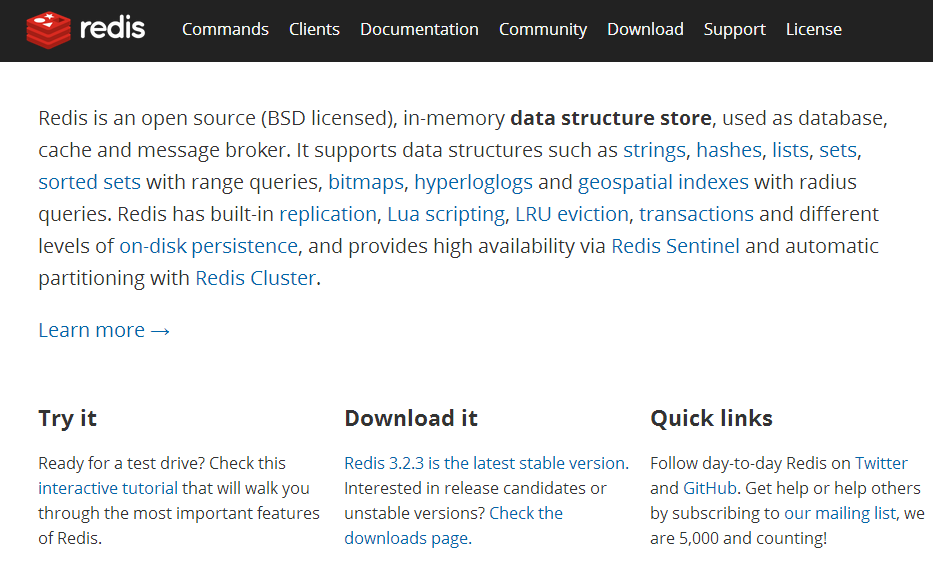 redis Commands Clients Documentation Community Download Support License
Redis is an open source (BSD licensed), in-memory data structure store, used as database,
cache and message broker. It supports data structures such as strings, hashes, lists, sets,
sorted sets with range queries, bitmaps, hyperloglogs and geospatial indexes with radius
queries. Redis has built-in replication, Lua scripting, LRU eviction, transactions and different
levels of on-disk persistence, and provides high availability via Redis Sentinel and automatic
partitioning with Redis Cluster.
Learn more →
Try it
Ready for a test drive? Check this
interactive tutorial that will walk you
through the most important features
of Redis.
Download it
Redis 3.2.3 is the latest stable version.
Interested in release candidates or
unstable versions? Check the
downloads page.
Quick links
Follow day-to-day Redis on Twitter
and GitHub. Get help or help others
by subscribing to our mailing list, we
are 5,000 and counting!